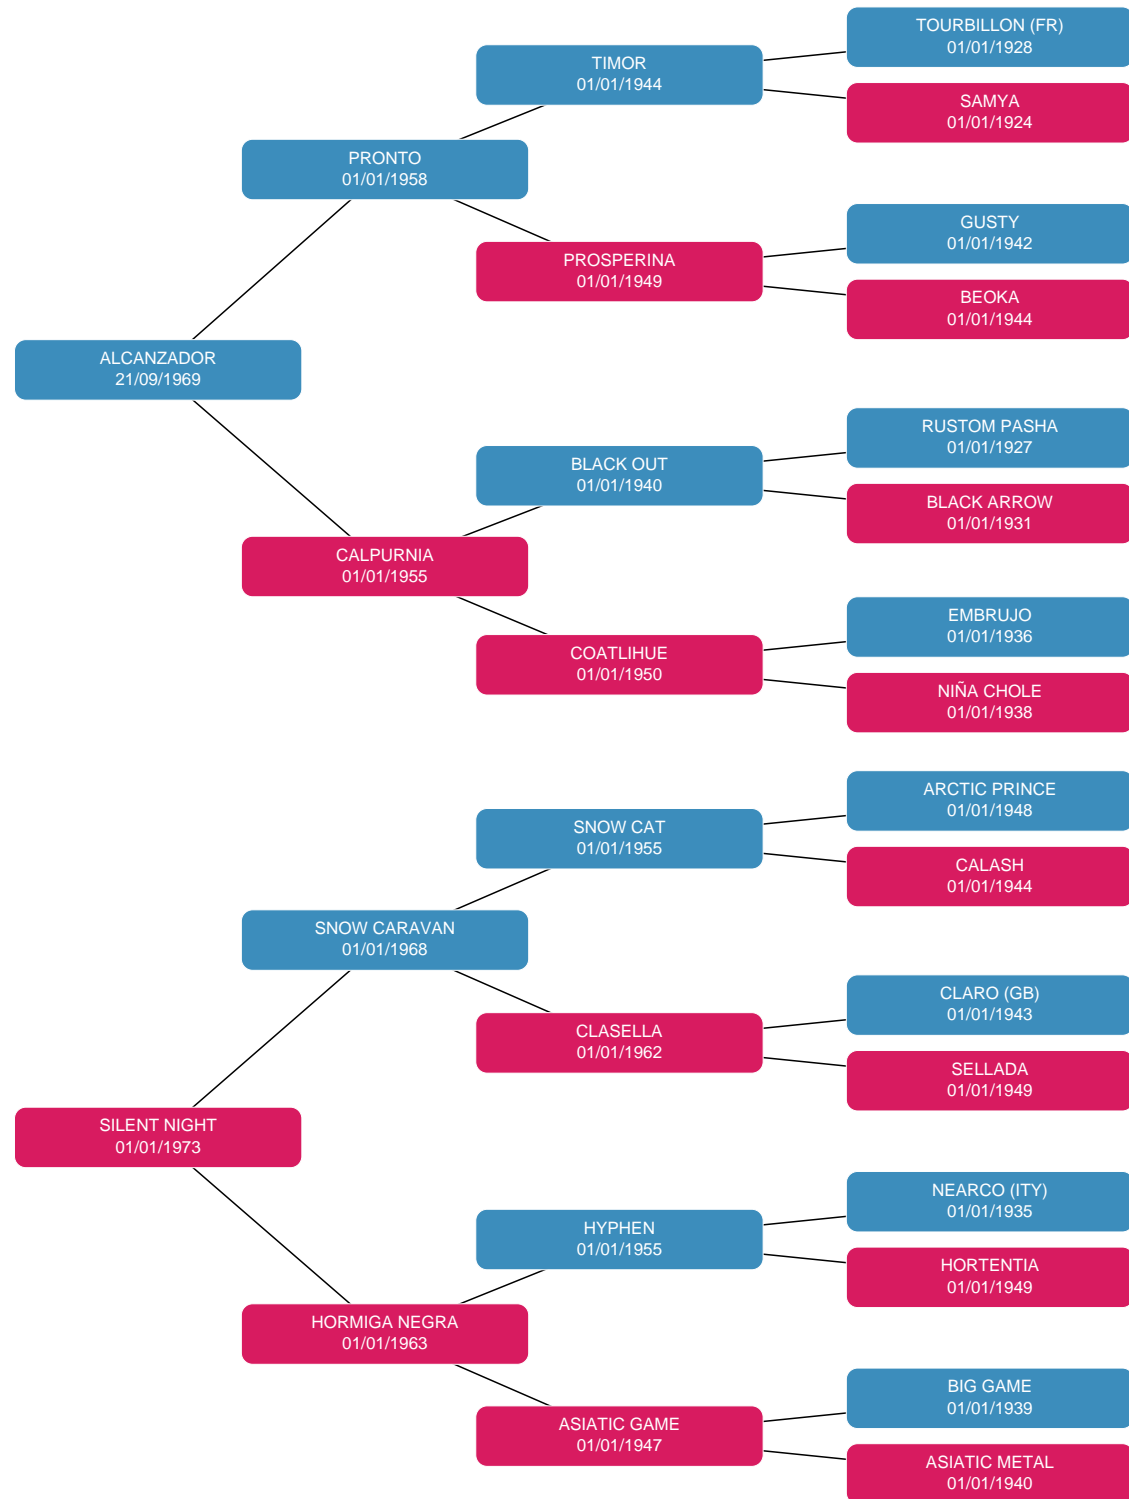 TOURBILLON (FR)
01/01/1928
TIMOR
01/01/1944
SAMYA
01/01/1924
PRONTO
01/01/1958
GUSTY
01/01/1942
PROSPERINA
01/01/1949
BEOKA
01/01/1944
ALCANZADOR
21/09/1969
RUSTOM PASHA
01/01/1927
BLACK OUT
01/01/1940
BLACK ARROW
01/01/1931
CALPURNIA
01/01/1955
EMBRUJO
01/01/1936
COATLIHUE
01/01/1950
NIÑA CHOLE
01/01/1938
ARCTIC PRINCE
01/01/1948
SNOW CAT
01/01/1955
CALASH
01/01/1944
SNOW CARAVAN
01/01/1968
CLARO (GB)
01/01/1943
CLASELLA
01/01/1962
SELLADA
01/01/1949
SILENT NIGHT
01/01/1973
NEARCO (ITY)
01/01/1935
HYPHEN
01/01/1955
HORTENTIA
01/01/1949
HORMIGA NEGRA
01/01/1963
BIG GAME
01/01/1939
ASIATIC GAME
01/01/1947
ASIATIC METAL
01/01/1940